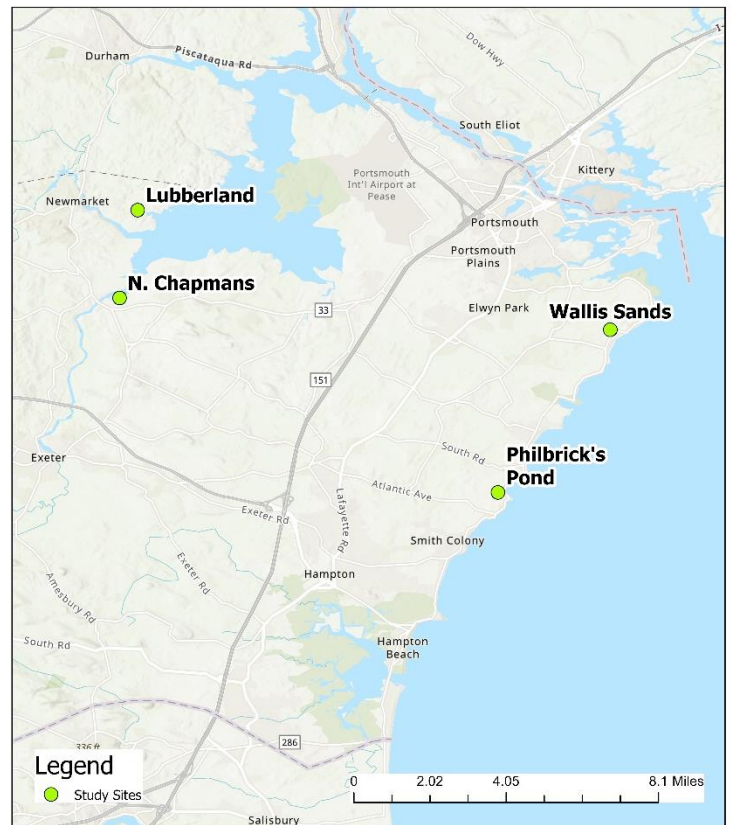 Durham
Piscataqua Rd
Dow Hwy
South Eliot
Kittery
Portsmouth
Int'l Airport at
Pease
Newmarket
Lubberland
Portsmouth
Portsmouth
Plains
N. Chapmans
33
Elwyn Park
Wallis Sands
151
South Rd
Philbrick's
Pond
Exeter
Atlantic Ave
Lafayette Rd
Exeter Rd
Smith Colony
Exeter Rd
Hampton
Amesbury Rd
South Rd
Hampton
Beach
336 ft
286
Legend
Study Sites
0 2.02 4.05 8.1 Miles
Salisbury